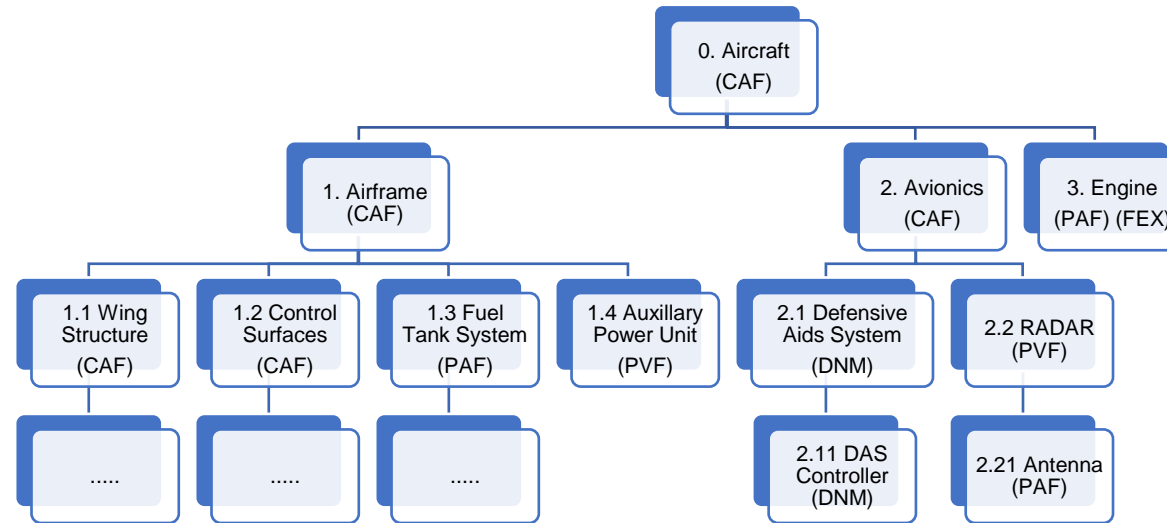 0. Aircraft
(CAF)
1. Airframe
(CAF)
2. Avionics
(CAF)
3. Engine
(PAF) (FEX)
1.1 Wing
Structure
(CAF)
1.2 Control
Surfaces
(CAF)
1.3 Fuel
Tank System
(PAF)
1.4 Auxillary
Power Unit
(PVF)
2.1 Defensive
Aids System
(DNM)
2.2 RADAR
(PVF)
.....
.....
.....
2.11 DAS
Controller
(DNM)
2.21 Antenna
(PAF)